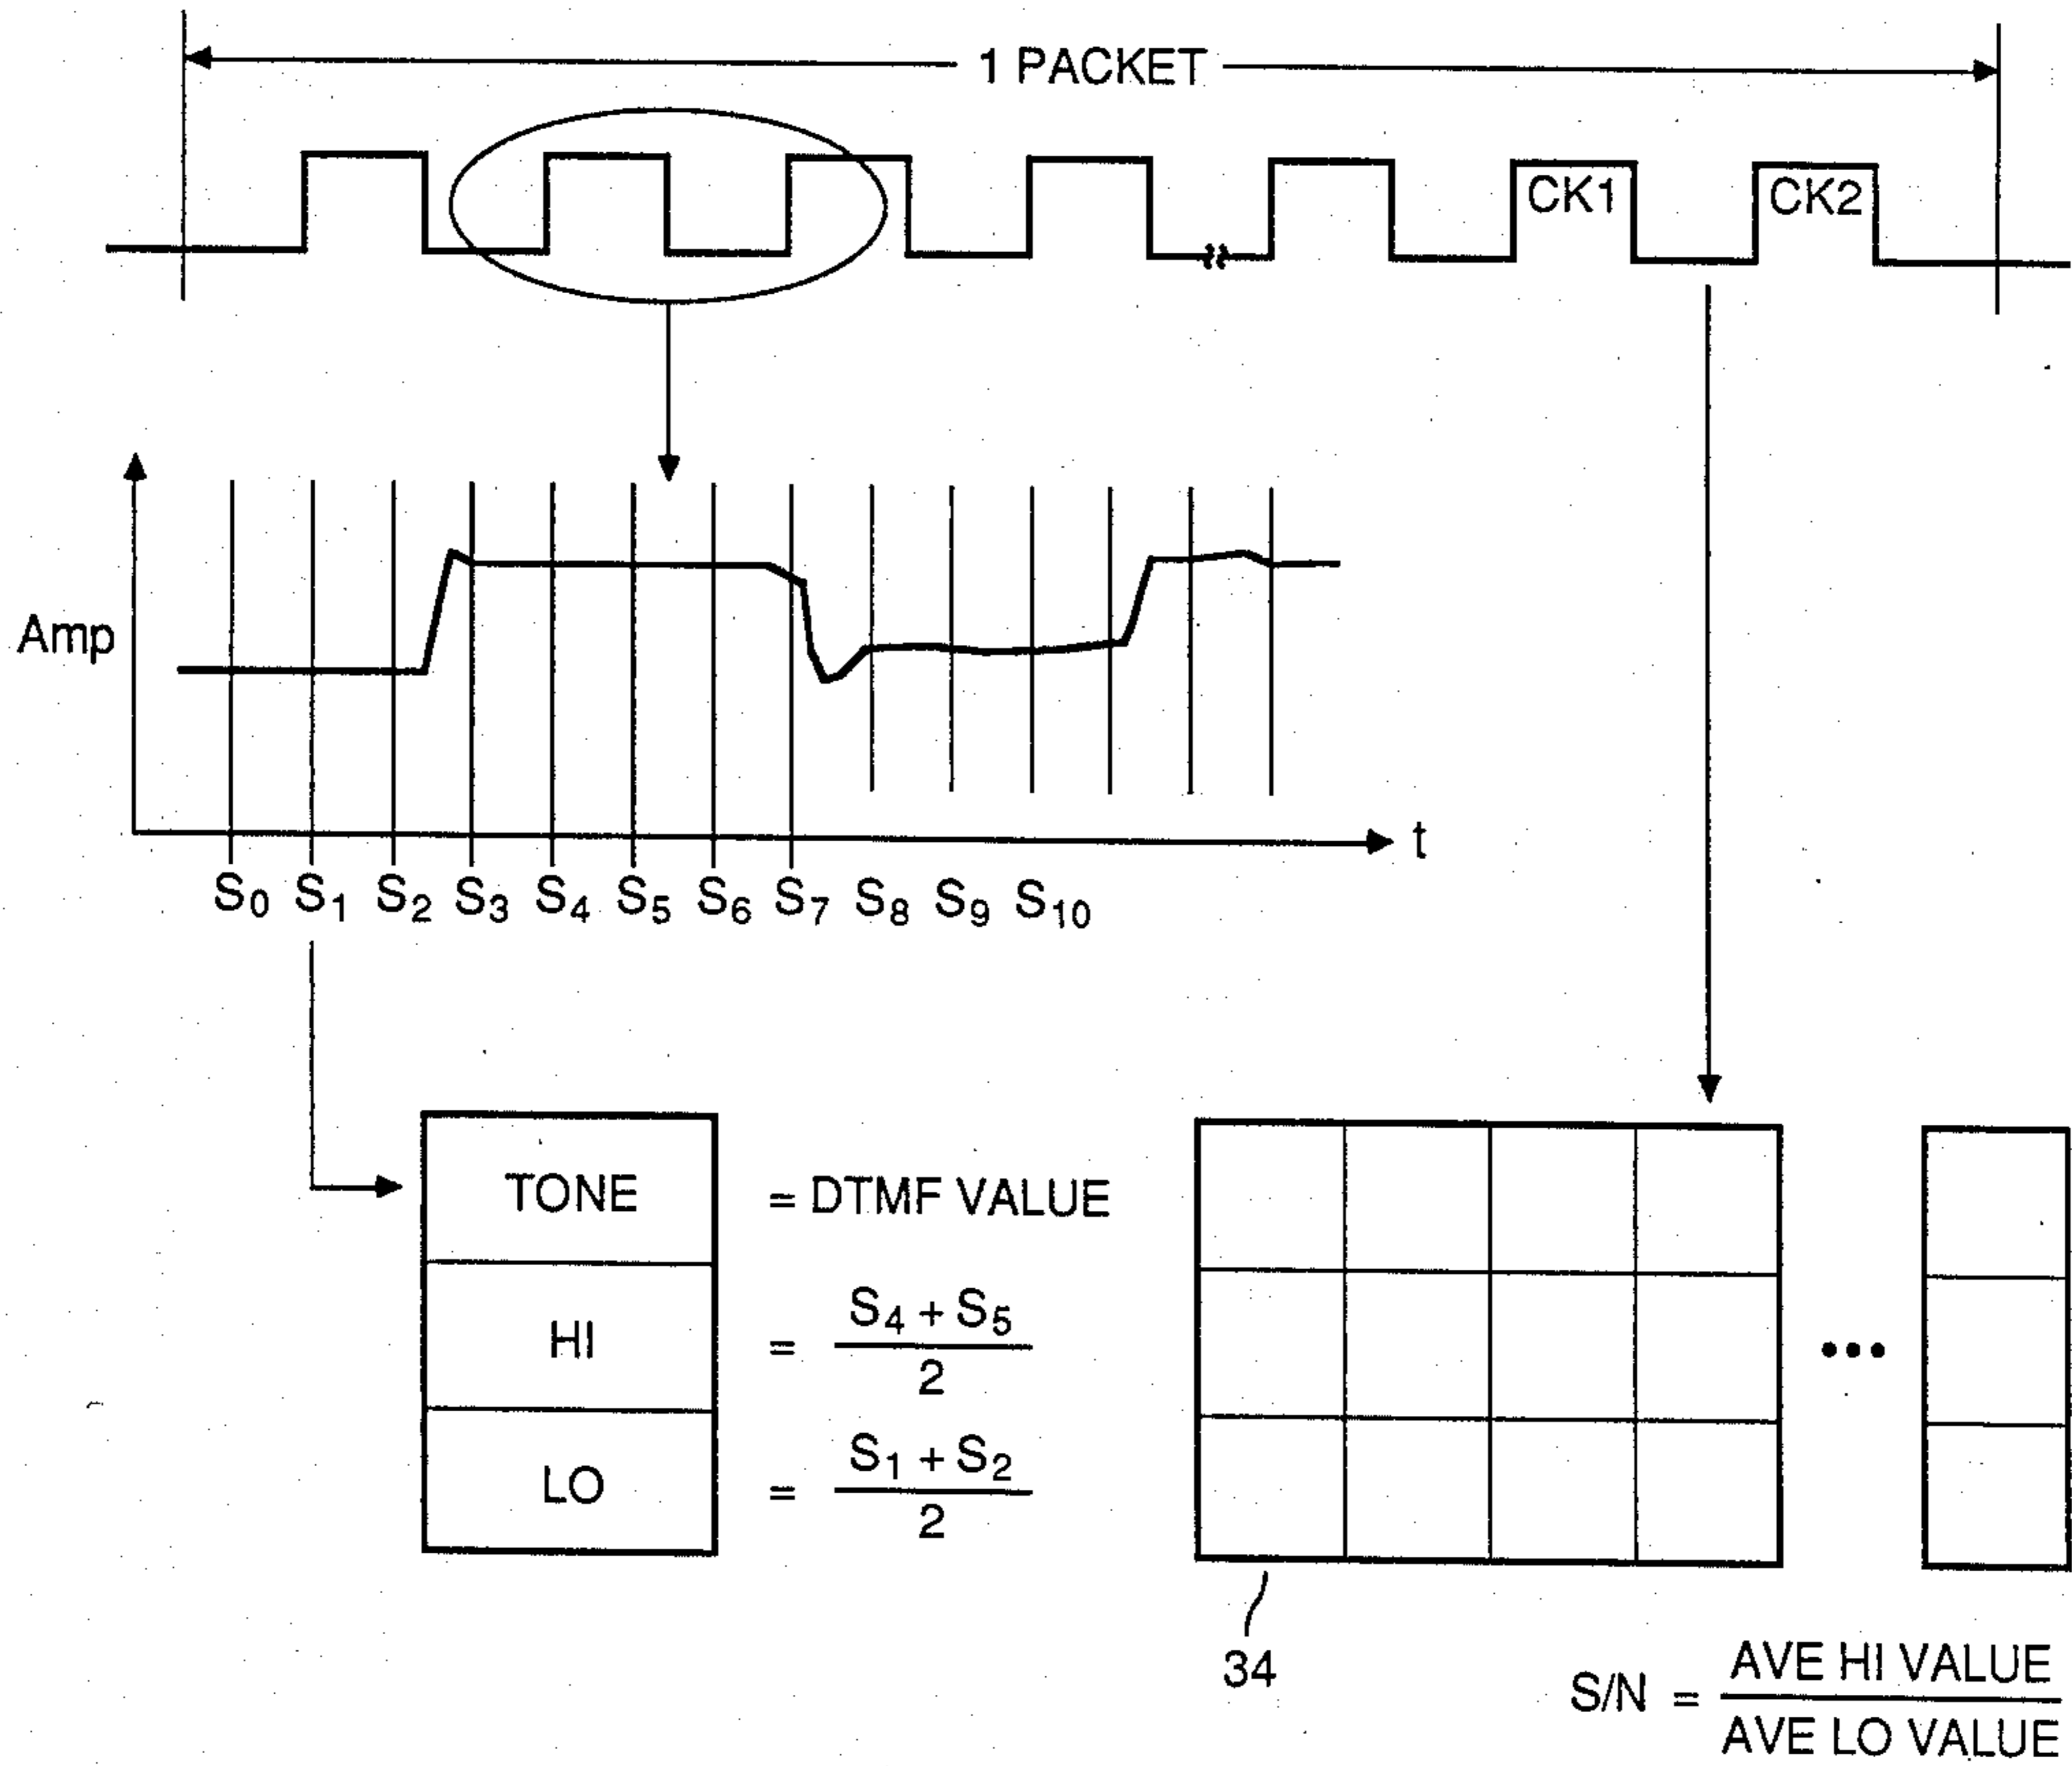 1 PACKET
CK1
CK2
Amp
t
S0 S1 S2 S3 S4 S5 S6 S7 S8 S9 S10
TONE = DTMF VALUE
HI = S4 + S5
2
LO = S1 + S2
2
34
S/N = AVE HI VALUE
AVE LO VALUE